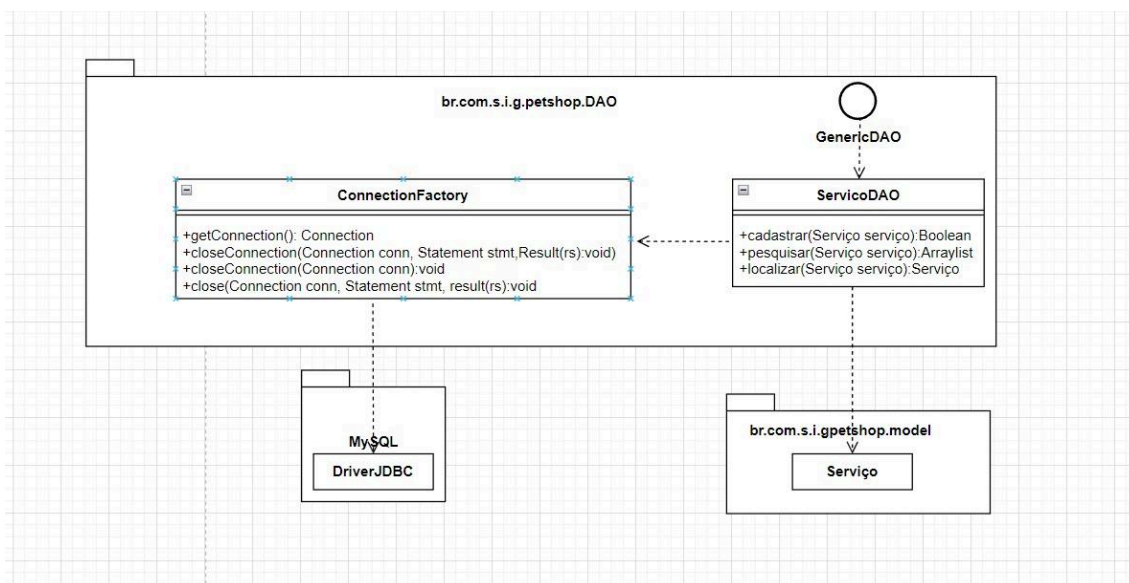 br.com.s.i.g.petshop.DAO
GenericDAO
ConnectionFactory
+getConnection(): Connection
+closeConnection(Connection conn, Statement stmt,Result(rs):void)
+closeConnection(Connection conn):void
+close(Connection conn, Statement stmt, result(rs):void
ServicoDAO
+cadastrar(Serviço serviço):Boolean
+pesquisar(Serviço serviço):Arraylist
+localizar(Serviço serviço):Serviço
MySQL
DriverJDBC
br.com.s.i.gpetshop.model
Serviço